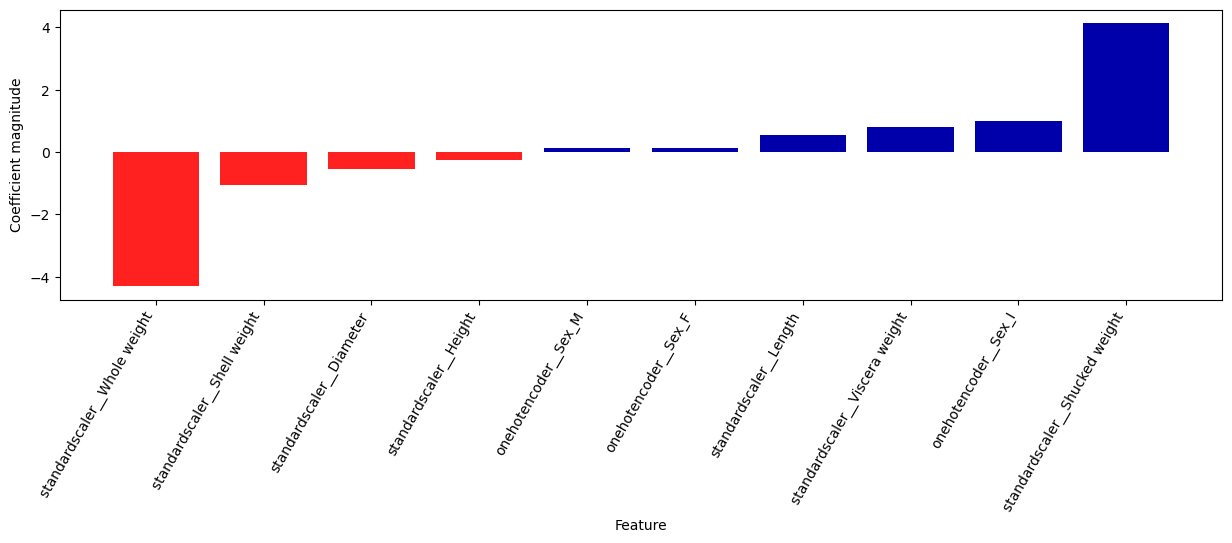 Coefficient magnitude
4
2
0
−2
−4
standardscaler__Whole weight
standardscaler__Shell weight
standardscaler__Diameter
standardscaler__Height
onehotencoder__Sex_M
onehotencoder__Sex_F
standardscaler__Length
standardscaler__Viscera weight
onehotencoder__Sex_I
standardscaler__Shucked weight
Feature